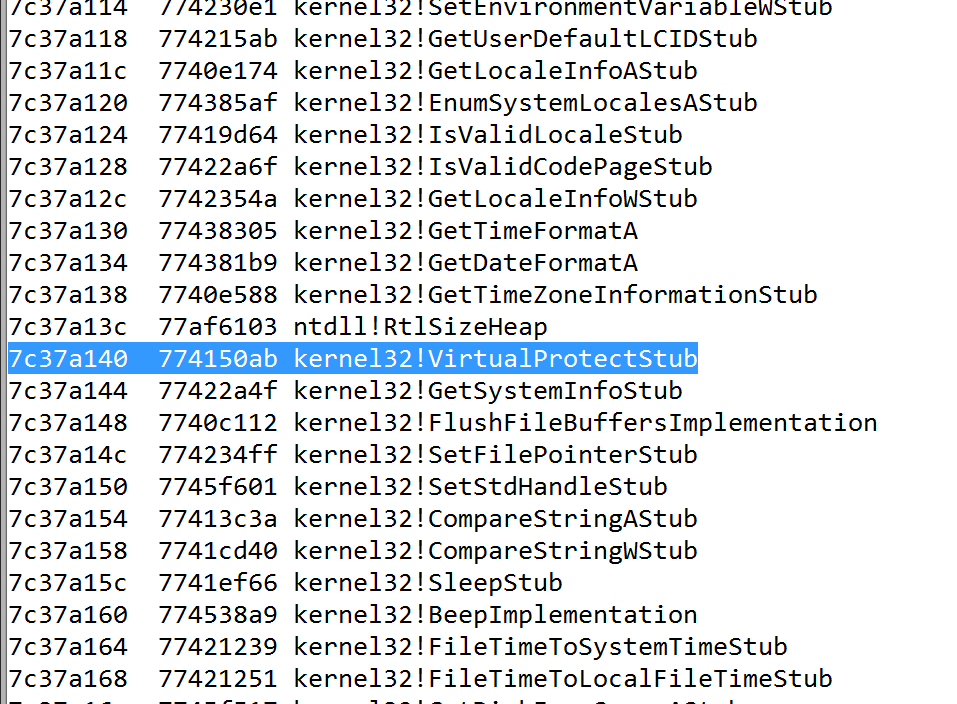 7c37a114  774230e1 kernel32!SetEnvironmentVariableWStub
7c37a118  774215ab kernel32!GetUserDefaultLCIDStub
7c37a11c  7740e174 kernel32!GetLocaleInfoAStub
7c37a120  774385af kernel32!EnumSystemLocalesAStub
7c37a124  77419d64 kernel32!IsValidLocaleStub
7c37a128  77422a6f kernel32!IsValidCodePageStub
7c37a12c  7742354a kernel32!GetLocaleInfoWStub
7c37a130  77438305 kernel32!GetTimeFormatA
7c37a134  774381b9 kernel32!GetDateFormatA
7c37a138  7740e588 kernel32!GetTimeZoneInformationStub
7c37a13c  77af6103 ntdll!RtlSizeHeap
7c37a140  774150ab kernel32!VirtualProtectStub
7c37a144  77422a4f kernel32!GetSystemInfoStub
7c37a148  7740c112 kernel32!FlushFileBuffersImplementation
7c37a14c  774234ff kernel32!SetFilePointerStub
7c37a150  7745f601 kernel32!SetStdHandleStub
7c37a154  77413c3a kernel32!CompareStringAStub
7c37a158  7741cd40 kernel32!CompareStringWStub
7c37a15c  7741ef66 kernel32!SleepStub
7c37a160  774538a9 kernel32!BeepImplementation
7c37a164  77421239 kernel32!FileTimeToSystemTimeStub
7c37a168  77421251 kernel32!FileTimeToLocalFileTimeStub